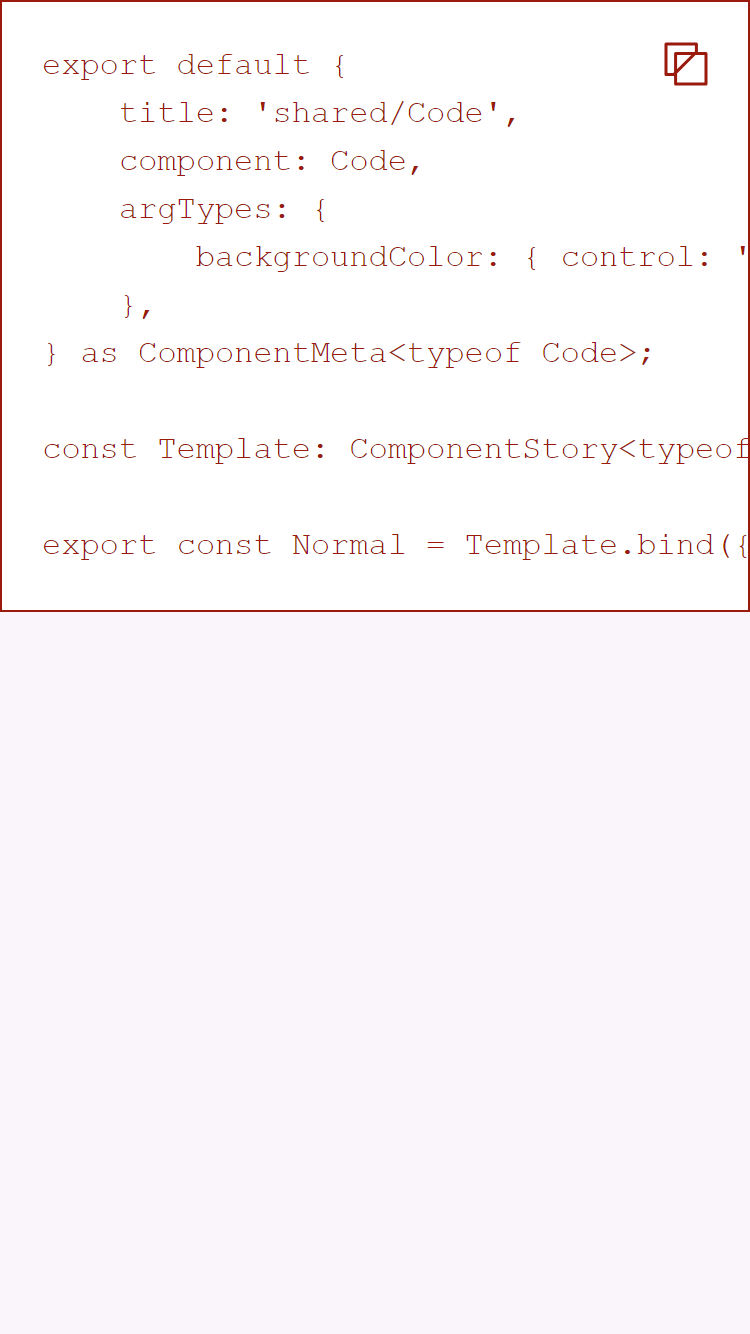 export default {
    title: 'shared/Code',
    component: Code,
    argTypes: {
        backgroundColor: { control: '
    },
} as ComponentMeta<typeof Code>;

const Template: ComponentStory<typeof

export const Normal = Template.bind({